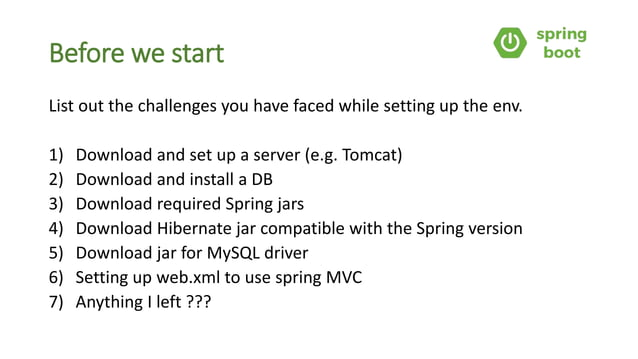 Before we start
spring
boot
List out the challenges you have faced while setting up the env.
1) Download and set up a server (e.g. Tomcat)
2) Download and install a DB
3) Download required Spring jars
4) Download Hibernate jar compatible with the Spring version
5) Download jar for MySQL driver
6) Setting up web.xml to use spring MVC
7) Anything I left ???